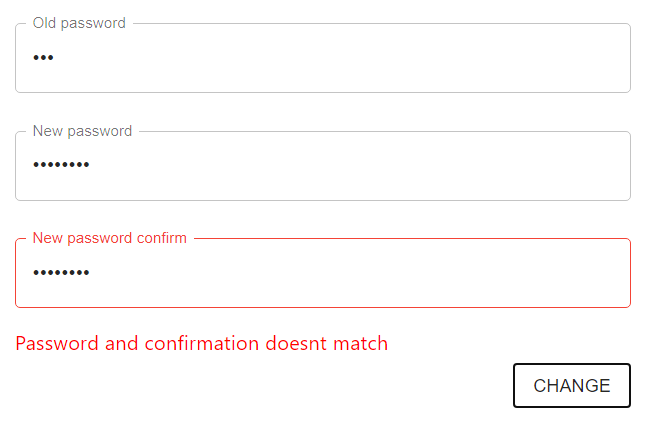 Old password
•••
New password
••••••••
New password confirm
••••••••
Password and confirmation doesnt match
CHANGE